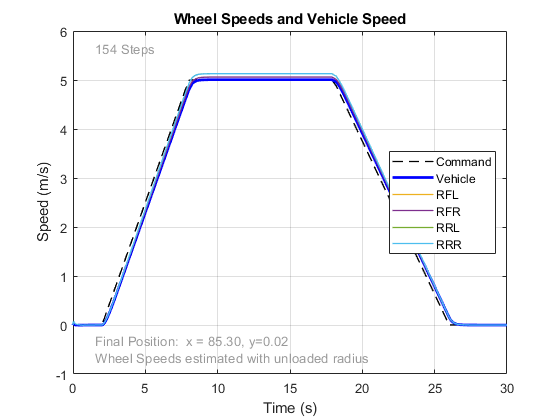 Wheel Speeds and Vehicle Speed
6
154 Steps
5
4
3
2
1
0
-1
Speed (m/s)
Command
Vehicle
RFL
RFR
RRL
RRR
Final Position:  x = 85.30, y=0.02
Wheel Speeds estimated with unloaded radius
0 5 10 15 20 25 30
Time (s)